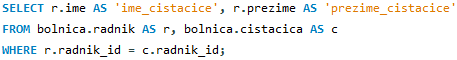 SELECT r.ime AS 'ime_cistacice', r.prezime AS 'prezime_cistacice'
FROM bolnica.radnik AS r, bolnica.cistacica AS c
WHERE r.radnik_id = c.radnik_id;